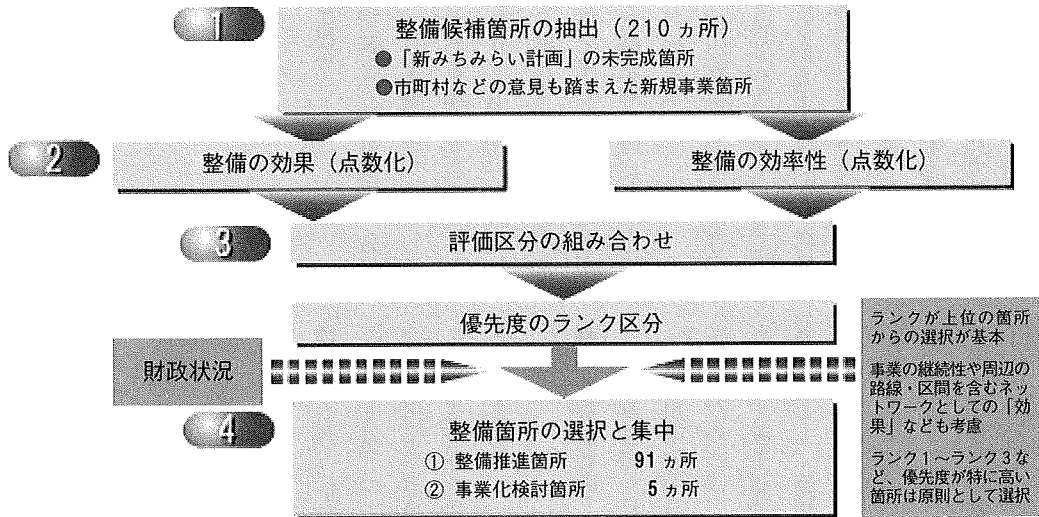 1
整備候補箇所の抽出(210ヵ所)
●「新みちみらい計画」の未完成箇所
●市町村などの意見も踏まえた新規事業箇所
2
整備の効果(点数化)
整備の効率性(点数化)
3
評価区分の組み合わせ
優先度のランク区分
財政状況
ランクが上位の箇所
からの選択が基本
事業の継続性や周辺の
路線・区間を含むネッ
トワークとしての「効
果」なども考慮
ランク1~ランク3な
ど、優先度が特に高い
箇所は原則として選択
4
整備箇所の選択と集中
① 整備推進箇所 91ヵ所
② 事業化検討箇所 5ヵ所